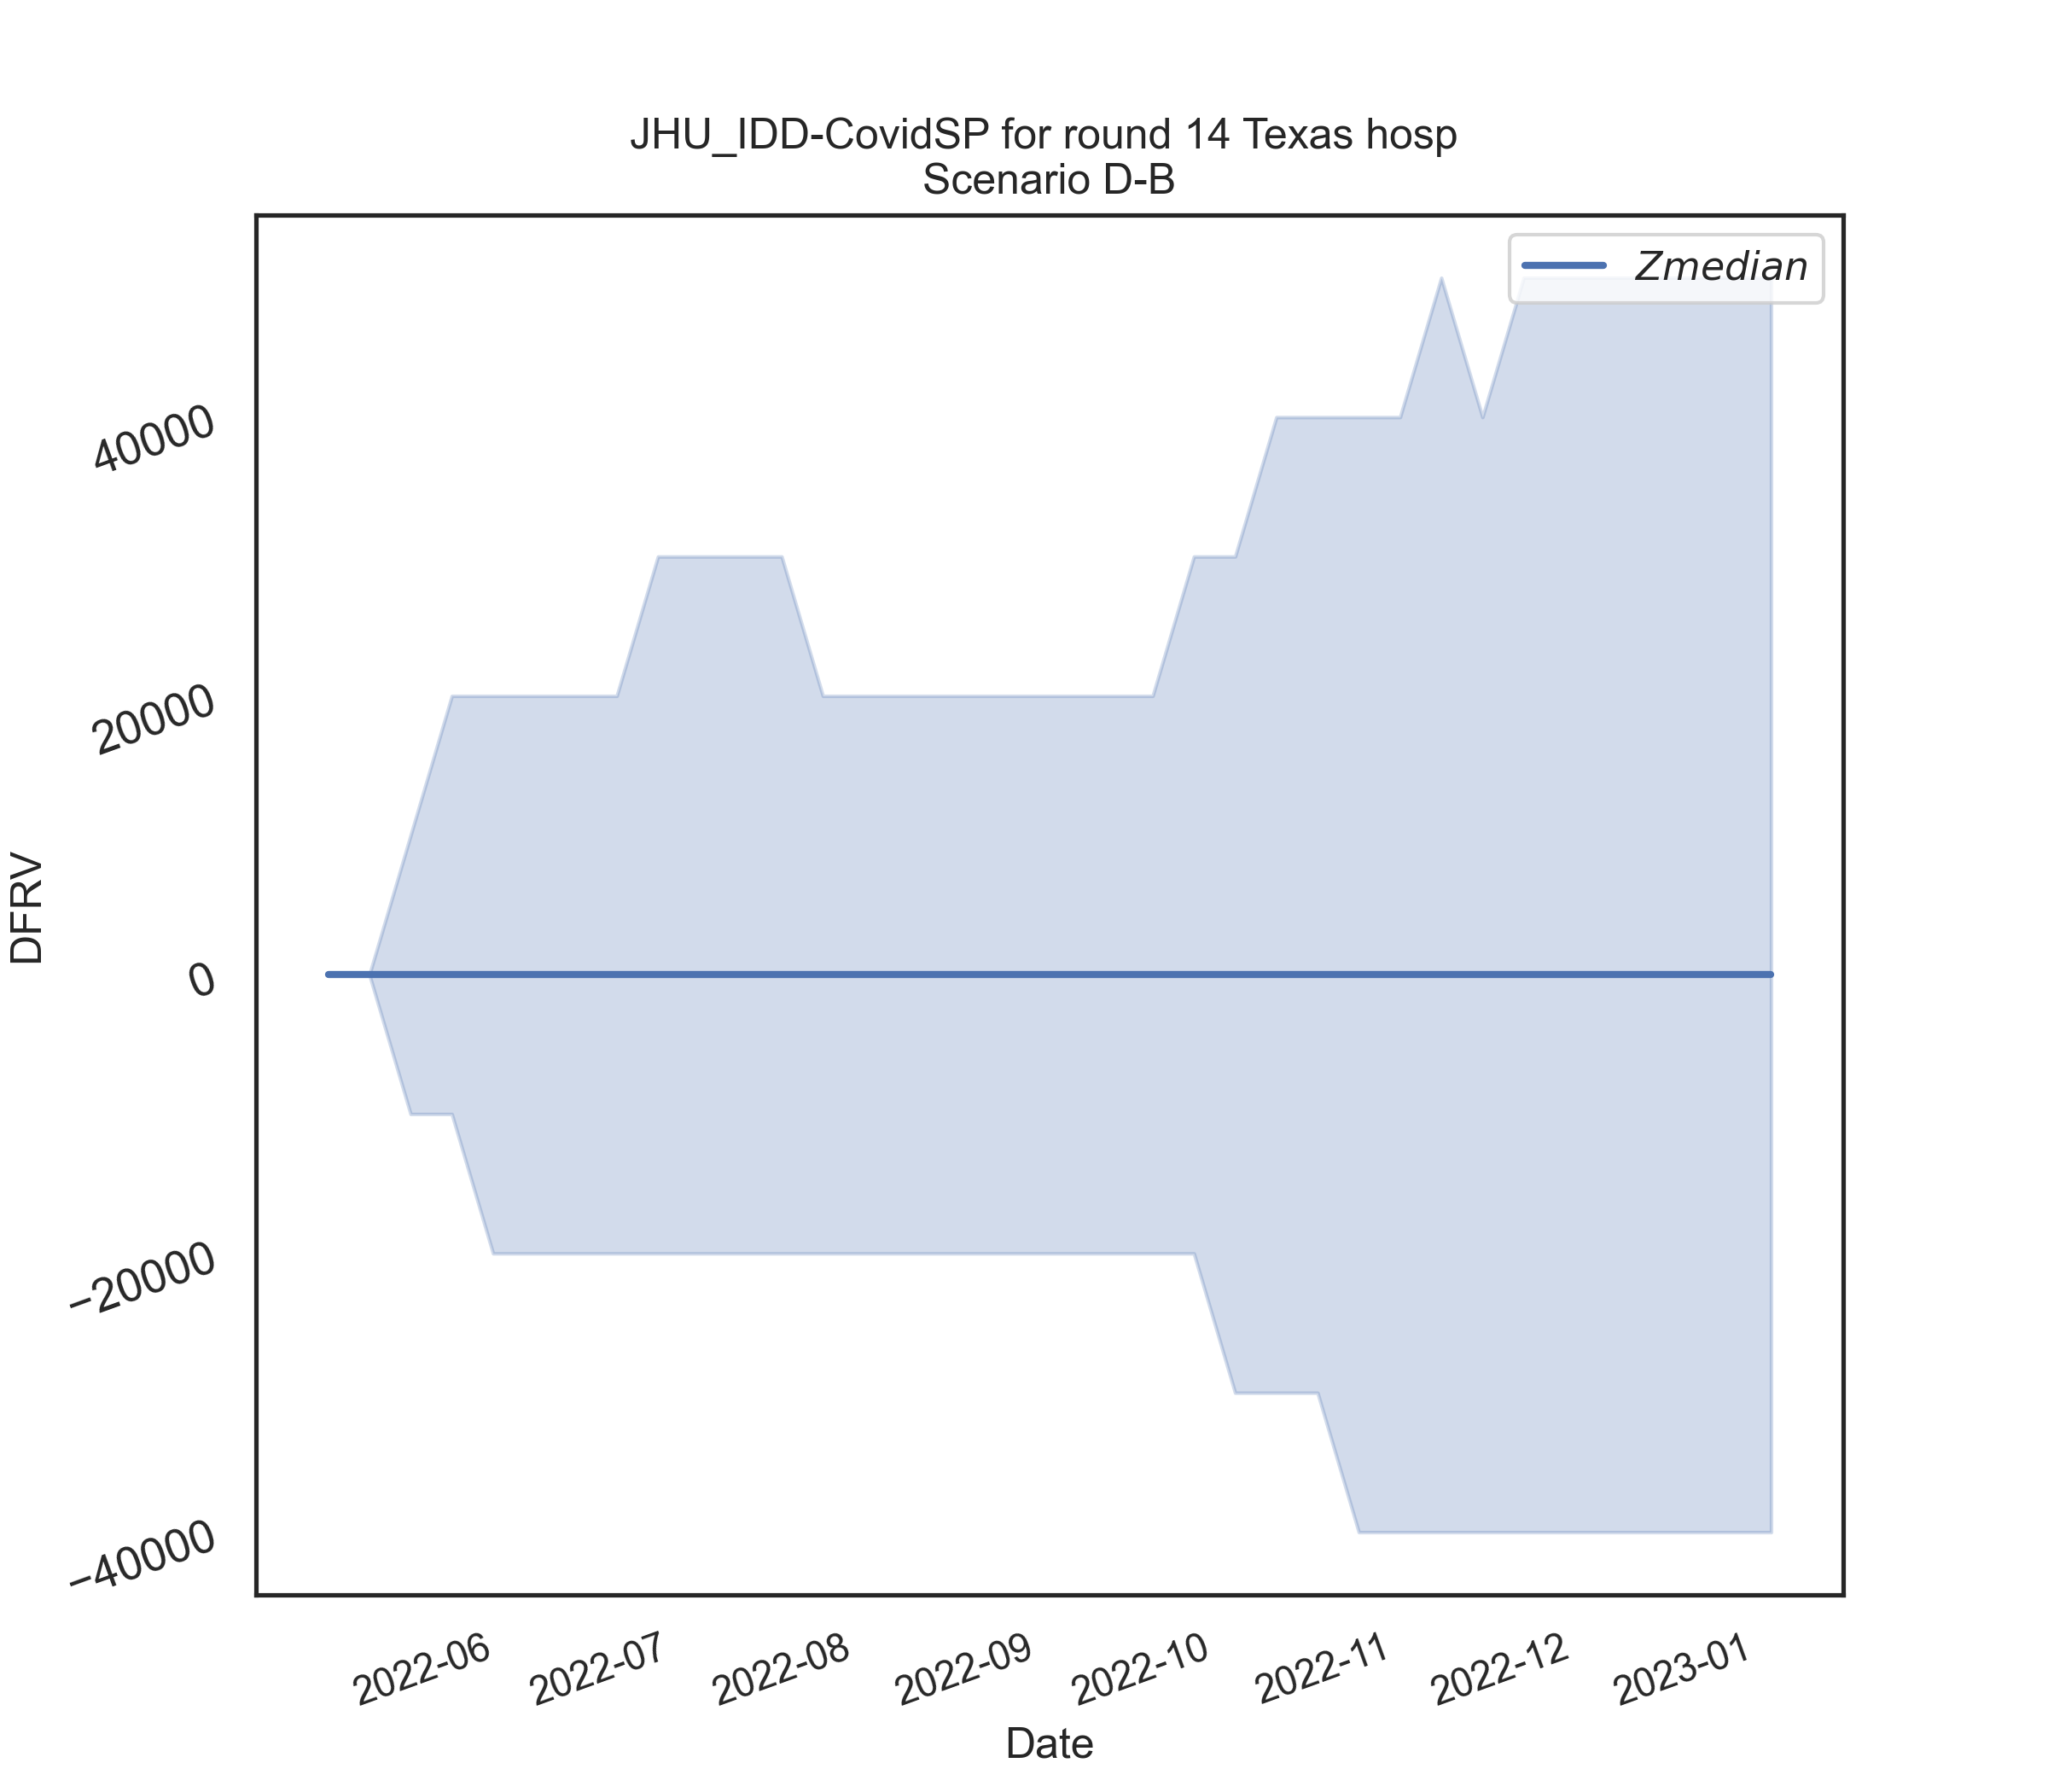 JHU_IDD-CovidSP for round 14 Texas hosp
Scenario D-B
Zmedian
40000
20000
0
−20000
−40000
DFRV
2022-06
2022-07
2022-08
2022-09
2022-10
2022-11
2022-12
2023-01
Date